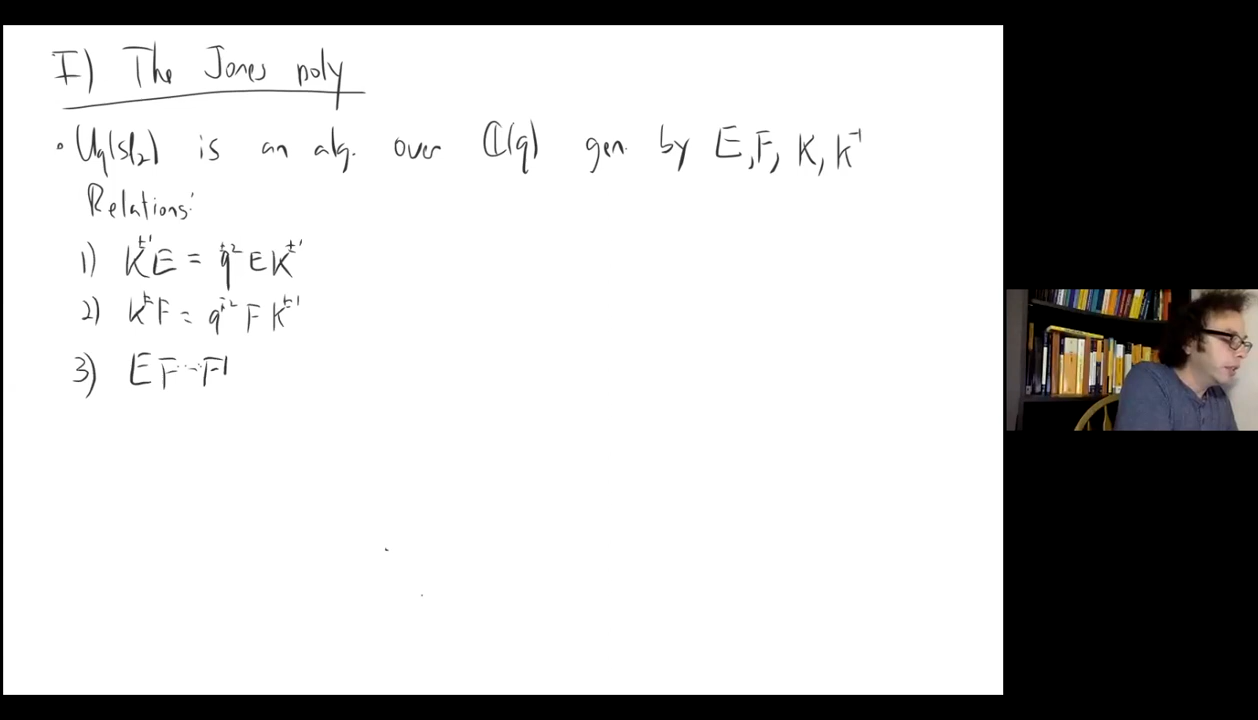 I) The Jones poly
• Uq(sl₂) is an alg. over ℂ(q) gen. by E, F, K, K⁻¹
Relations:
1) K^{±1}E = q^{±2} E K^{±1}
2) K^{±}F = q^{∓2} F K^{±1}
3) EF - F